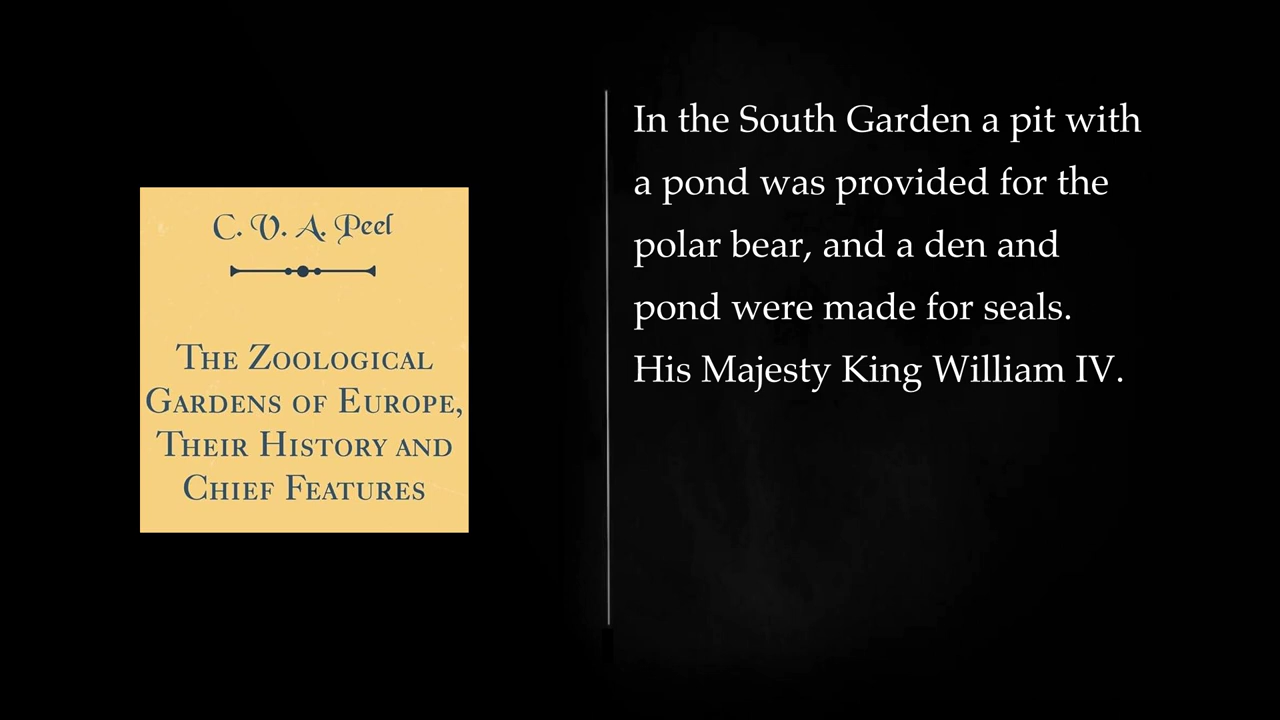 C. V. A. Peel
The Zoological
Gardens of Europe,
Their History and
Chief Features
In the South Garden a pit with
a pond was provided for the
polar bear, and a den and
pond were made for seals.
His Majesty King William IV.